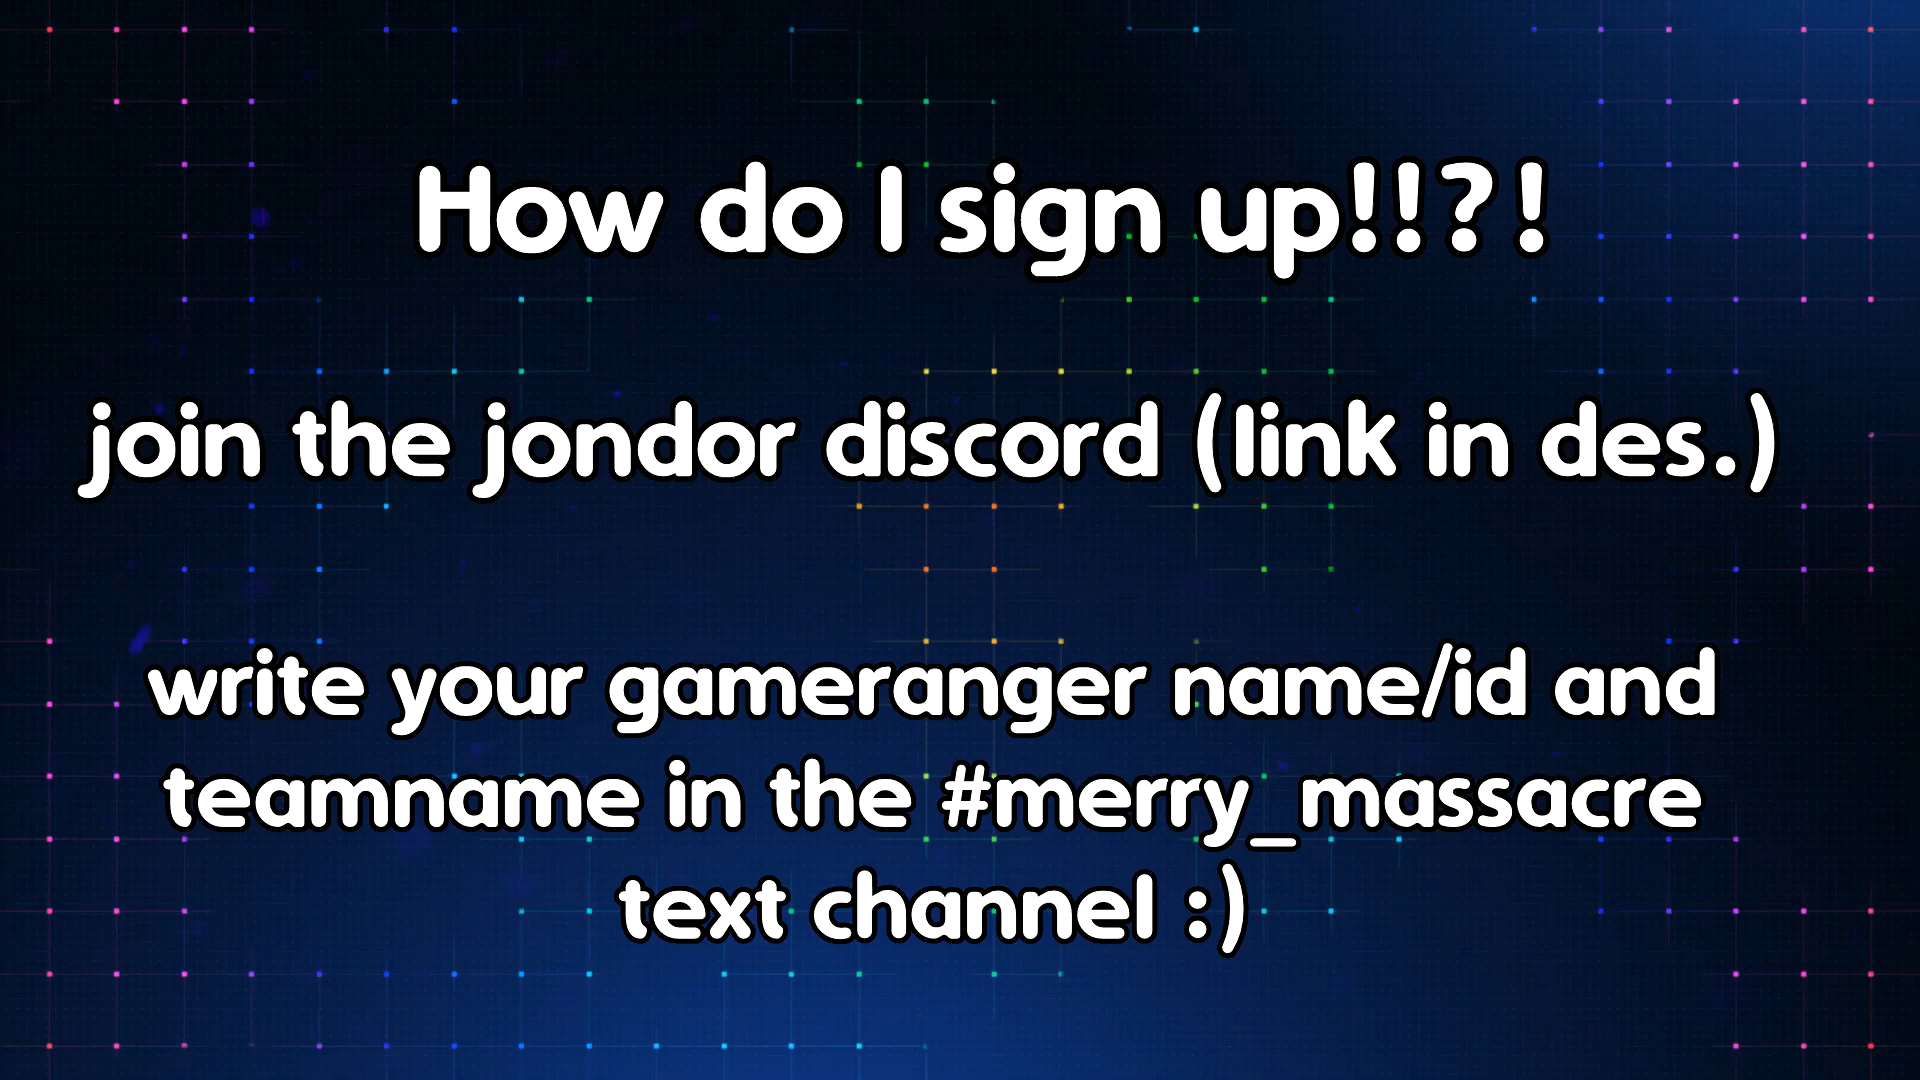 How do I sign up!!?!
join the jondor discord (link in des.)
write your gameranger name/id and
teamname in the #merry_massacre
text channel :)